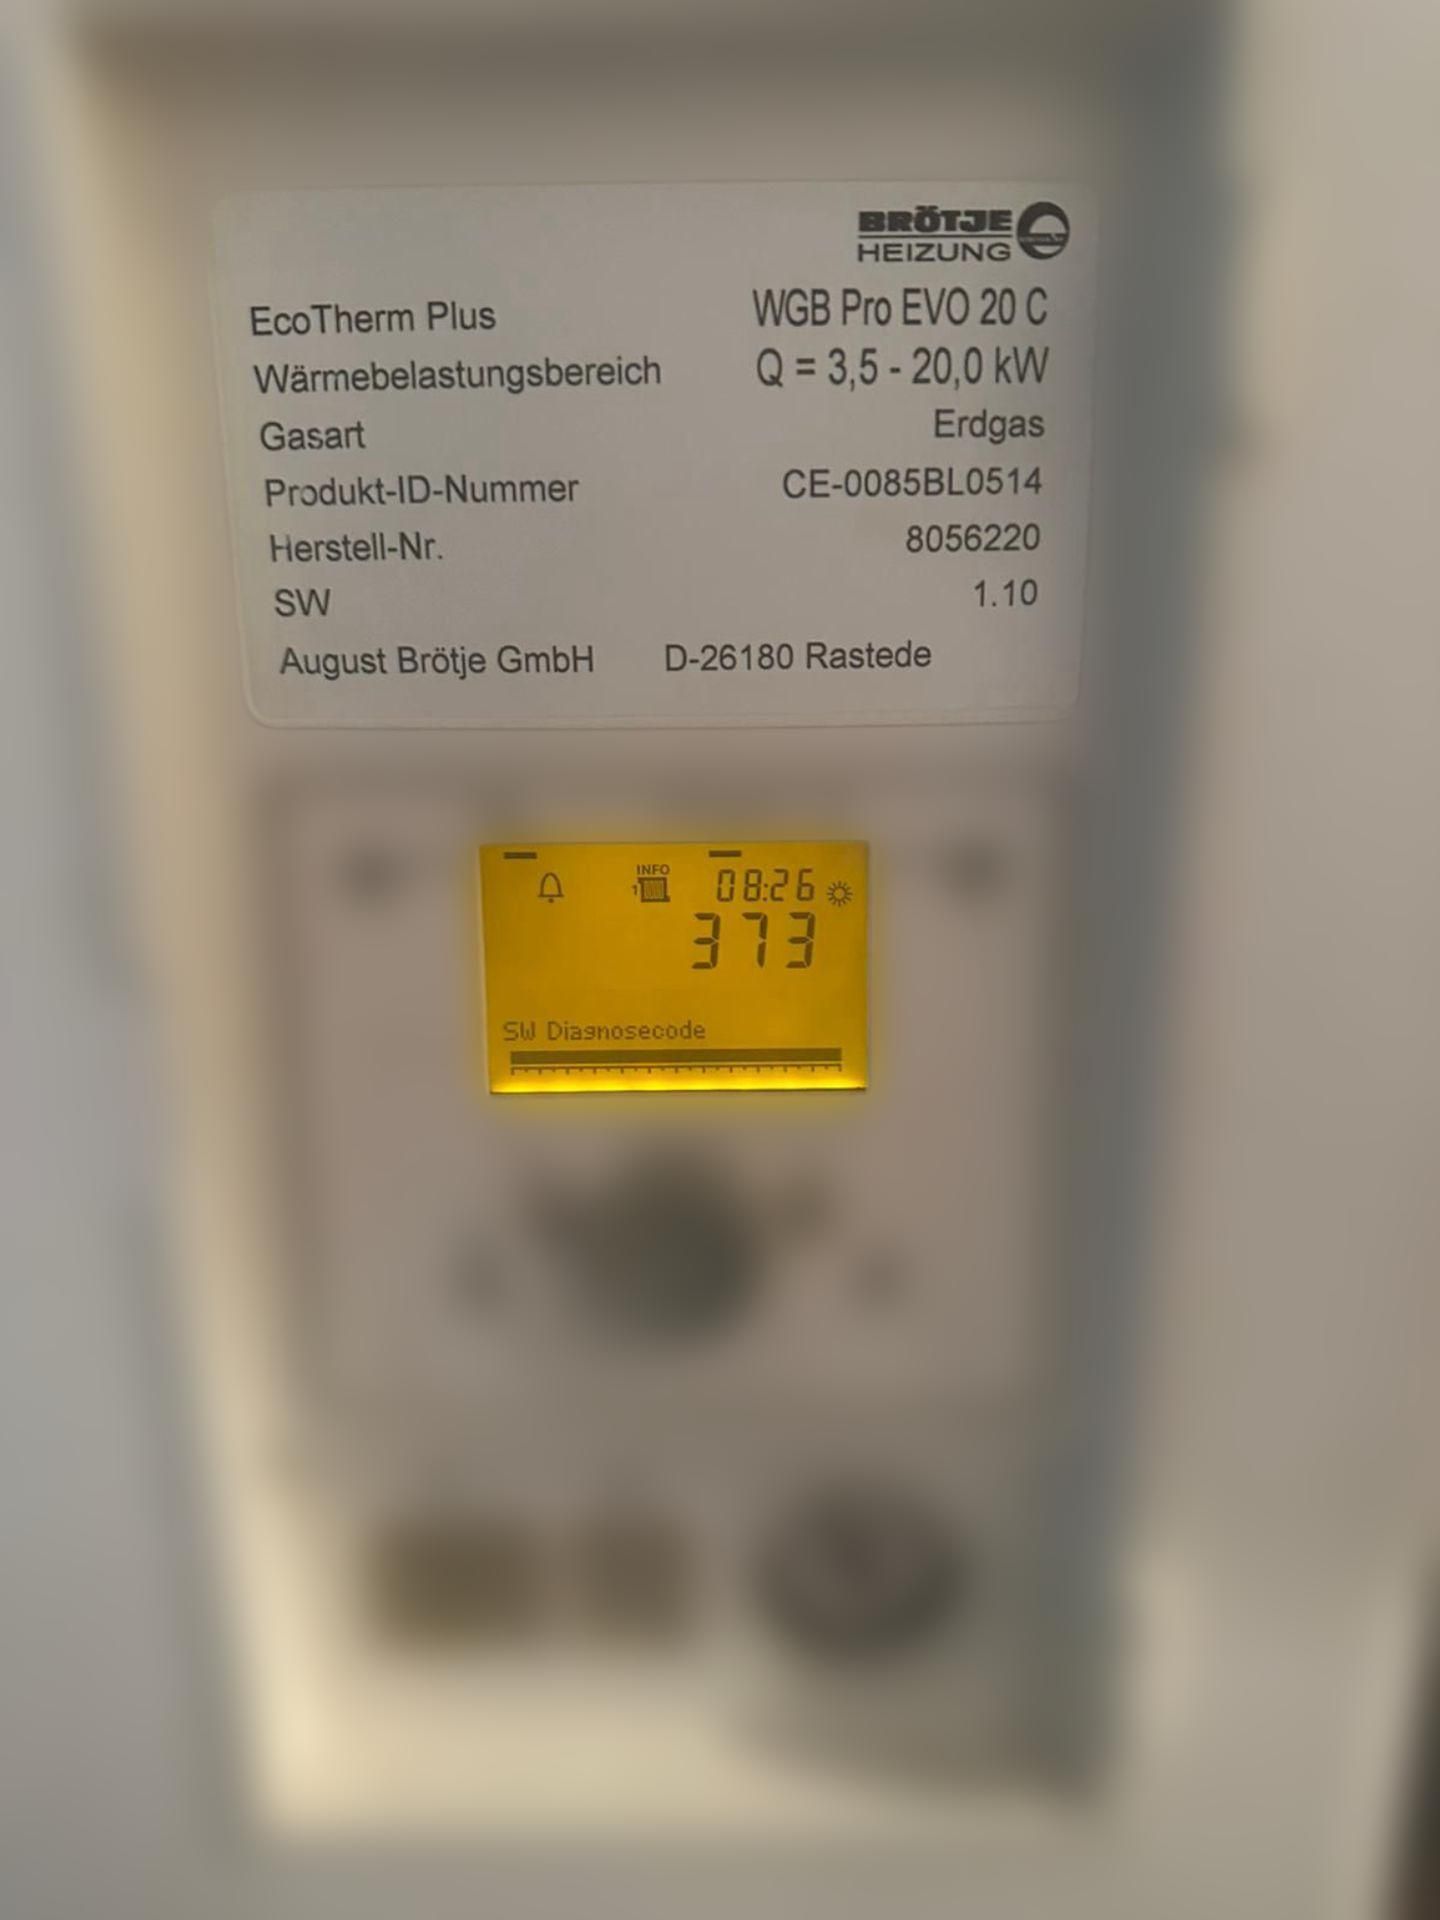 BRÖTJE
HEIZUNG
EcoTherm Plus WGB Pro EVO 20 C
Wärmebelastungsbereich Q = 3,5 - 20,0 kW
Gasart Erdgas
Produkt-ID-Nummer CE-0085BL0514
Herstell-Nr. 8056220
SW 1.10
August Brötje GmbH D-26180 Rastede
INFO
1 08:26
373
SW Diagnosecode